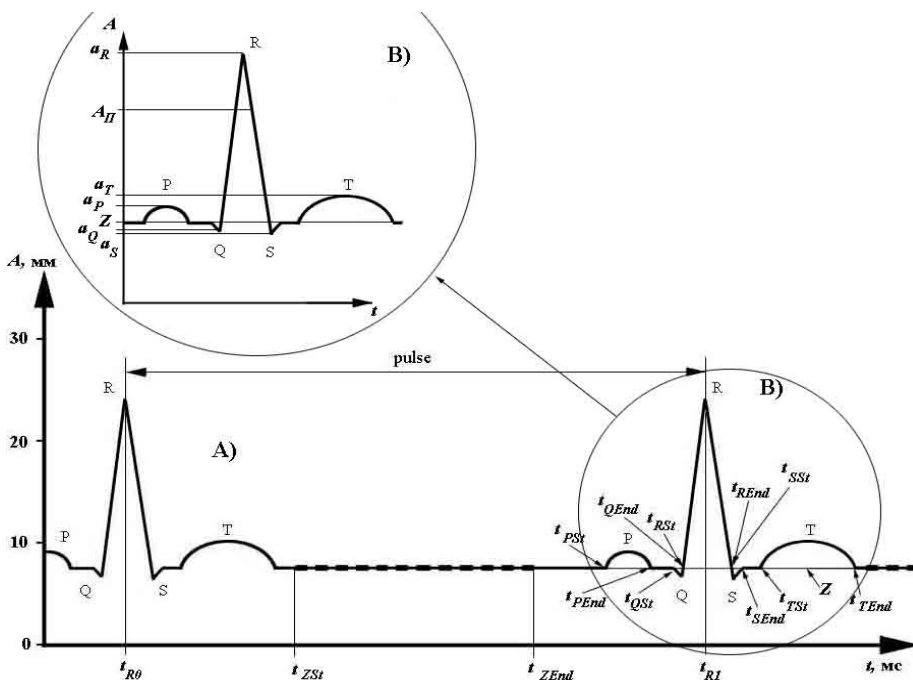 A
R
B)
a_R
A_П
a_T
P
T
a_P
Z
a_Q
a_S
Q
S
t
A, мм
30
20
10
0
pulse
R
R
B)
A)
t_SSt
t_REnd
t_QEnd
t_RSt
t_PSt
P
T
P
T
Q
S
t_PEnd
t_QSt
Q
S
t_SEnd
t_TSt
Z
t_TEnd
t_R0
t_ZSt
t_ZEnd
t_R1
t, мс